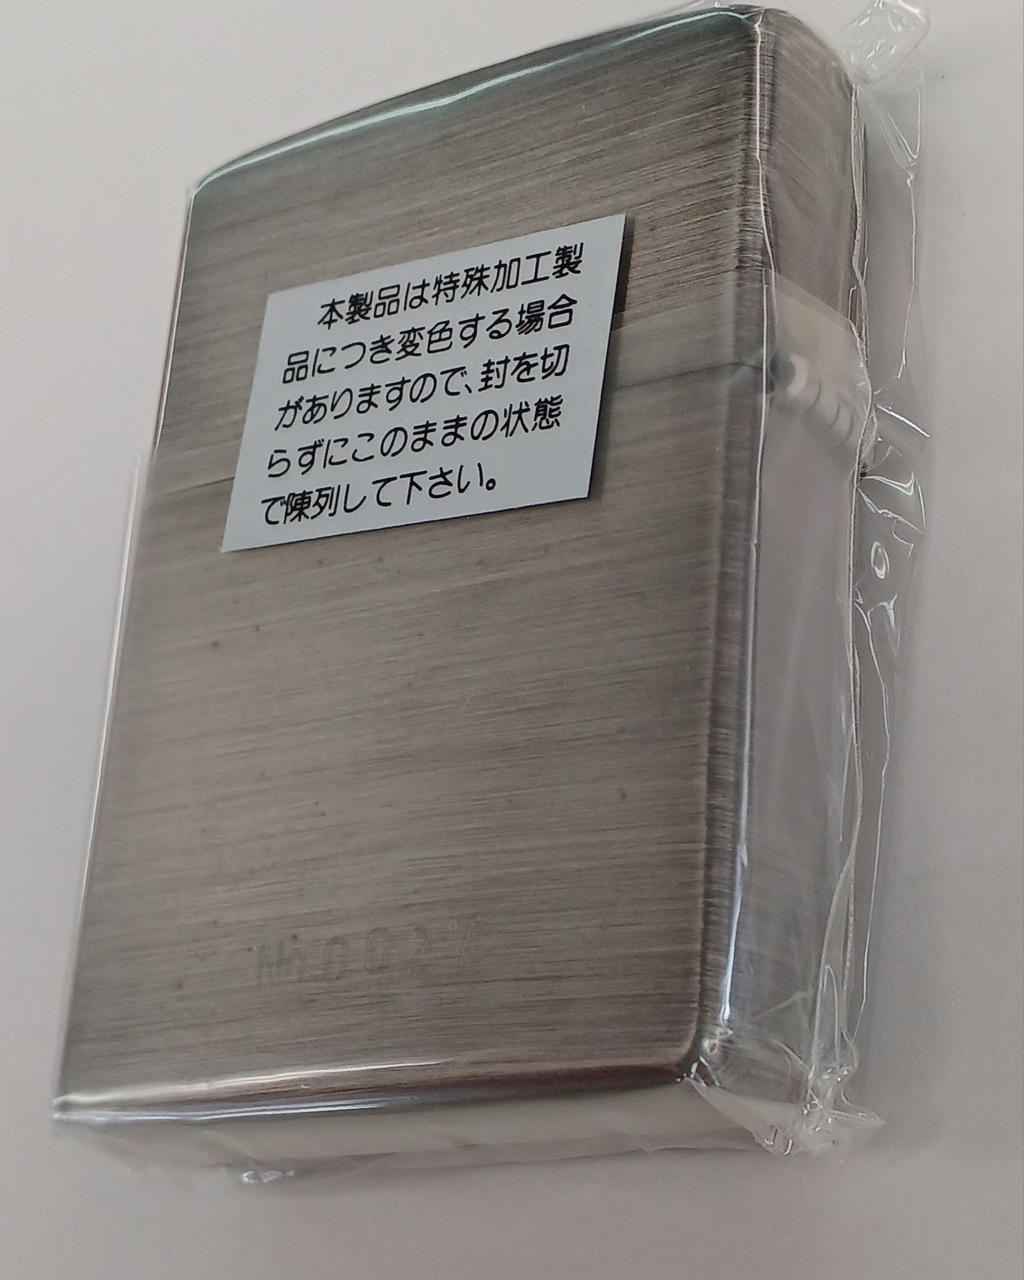 本製品は特殊加工製
品につき変色する場合
がありますので、封を切
らずにこのままの状態
で陳列して下さい。
No.0027